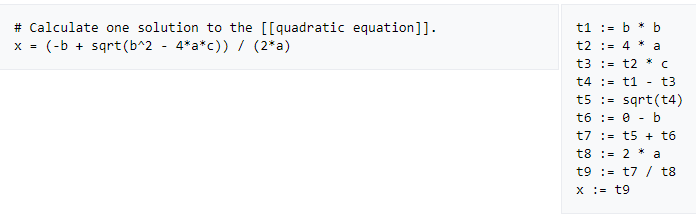 # Calculate one solution to the [[quadratic equation]].
x = (-b + sqrt(b^2 - 4*a*c)) / (2*a)
t1 := b * b
t2 := 4 * a
t3 := t2 * c
t4 := t1 - t3
t5 := sqrt(t4)
t6 := 0 - b
t7 := t5 + t6
t8 := 2 * a
t9 := t7 / t8
x := t9